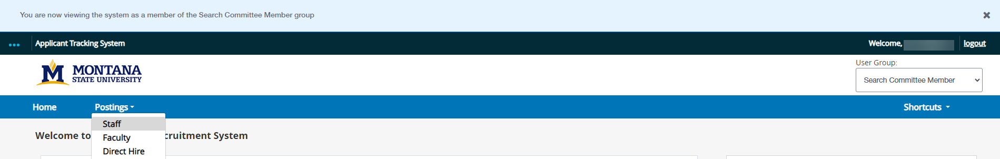 You are now viewing the system as a member of the Search Committee Member group
Applicant Tracking System
Welcome,
logout
MONTANA
STATE UNIVERSITY
User Group:
Search Committee Member
Home
Postings
Shortcuts
Staff
Faculty
Direct Hire
Welcome to
cruitment System